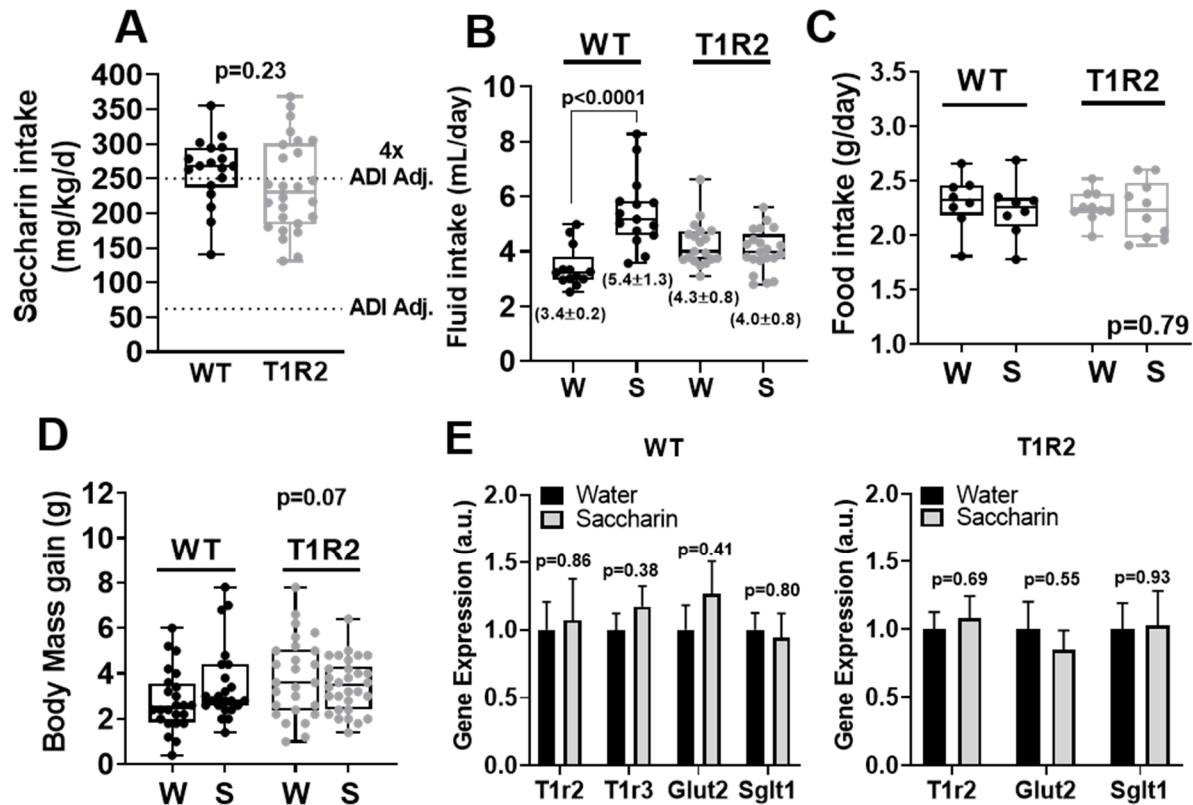 A
Saccharin intake
(mg/kg/d)
400
350
300
250
200
150
100
50
0
p=0.23
4x
ADI Adj.
ADI Adj.
WT
T1R2
B
WT
T1R2
Fluid intake (mL/day)
10
8
6
4
2
0
p<0.0001
(3.4±0.2)
(5.4±1.3)
(4.3±0.8)
(4.0±0.8)
W
S
W
S
C
Food intake (g/day)
3.5
3.0
2.5
2.0
1.5
1.0
WT
T1R2
p=0.79
W
S
W
S
D
Body Mass gain (g)
12
10
8
6
4
2
0
p=0.07
WT
T1R2
W
S
W
S
E
WT
Gene Expression (a.u.)
2.0
1.5
1.0
0.5
0.0
Water
Saccharin
p=0.86
p=0.38
p=0.41
p=0.80
T1r2
T1r3
Glut2
Sglt1
T1R2
Gene Expression (a.u.)
2.0
1.5
1.0
0.5
0.0
Water
Saccharin
p=0.69
p=0.55
p=0.93
T1r2
Glut2
Sglt1